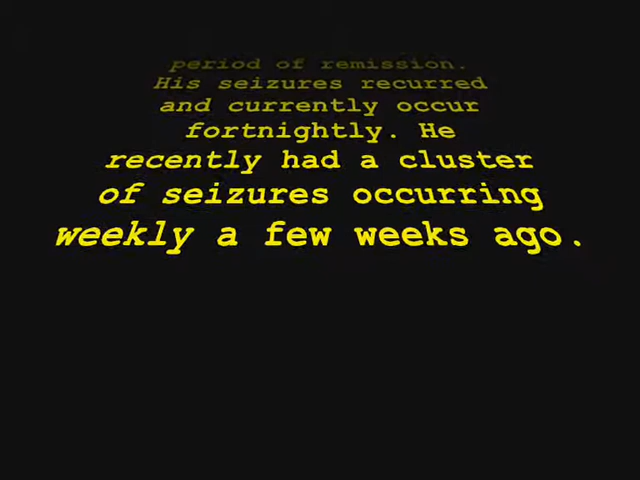 period of remission.
His seizures recurred
and currently occur
fortnightly. He
recently had a cluster
of seizures occurring
weekly a few weeks ago.